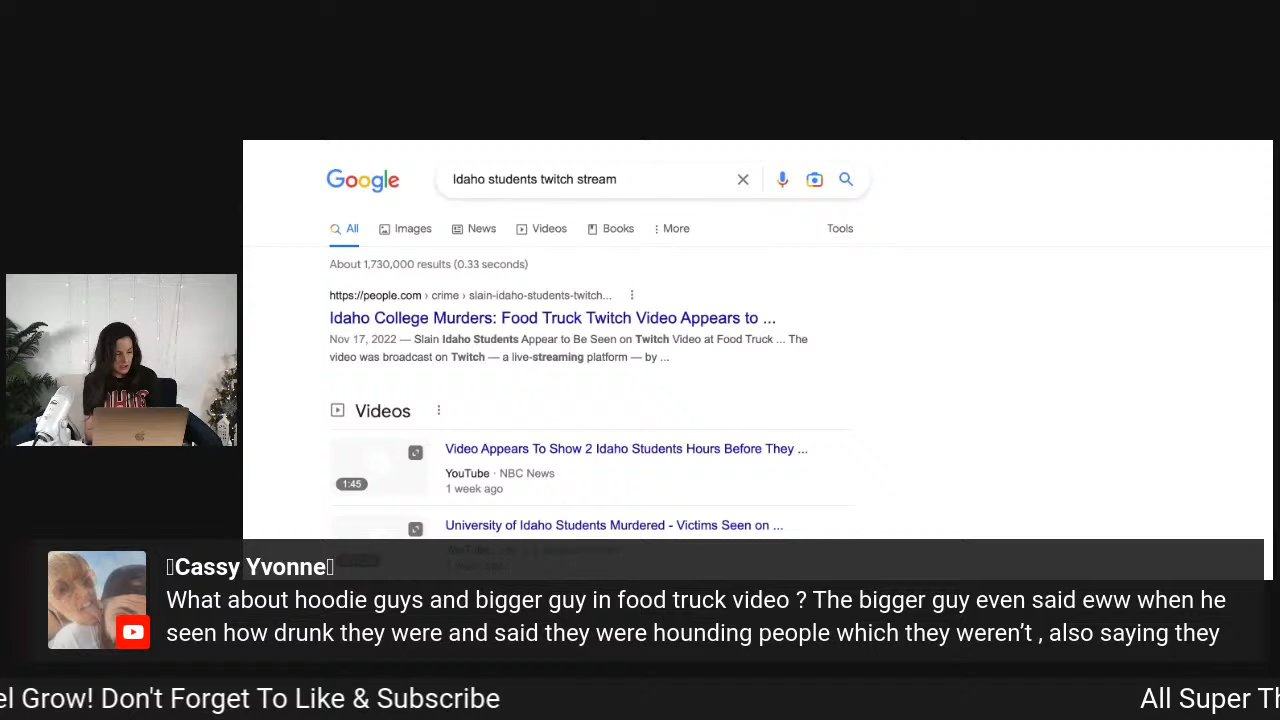 Google
Idaho students twitch stream
All Images News Videos Books More Tools
About 1,730,000 results (0.33 seconds)
https://people.com › crime › slain-idaho-students-twitch...
Idaho College Murders: Food Truck Twitch Video Appears to ...
Nov 17, 2022 — Slain Idaho Students Appear to Be Seen on Twitch Video at Food Truck ... The
video was broadcast on Twitch — a live-streaming platform — by ...
Videos
Video Appears To Show 2 Idaho Students Hours Before They ...
YouTube · NBC News
1:45
1 week ago
University of Idaho Students Murdered - Victims Seen on ...
YouTube
1 week ago
Cassy Yvonne
What about hoodie guys and bigger guy in food truck video ? The bigger guy even said eww when he
seen how drunk they were and said they were hounding people which they weren’t , also saying they
el Grow! Don't Forget To Like & Subscribe
All Super Th